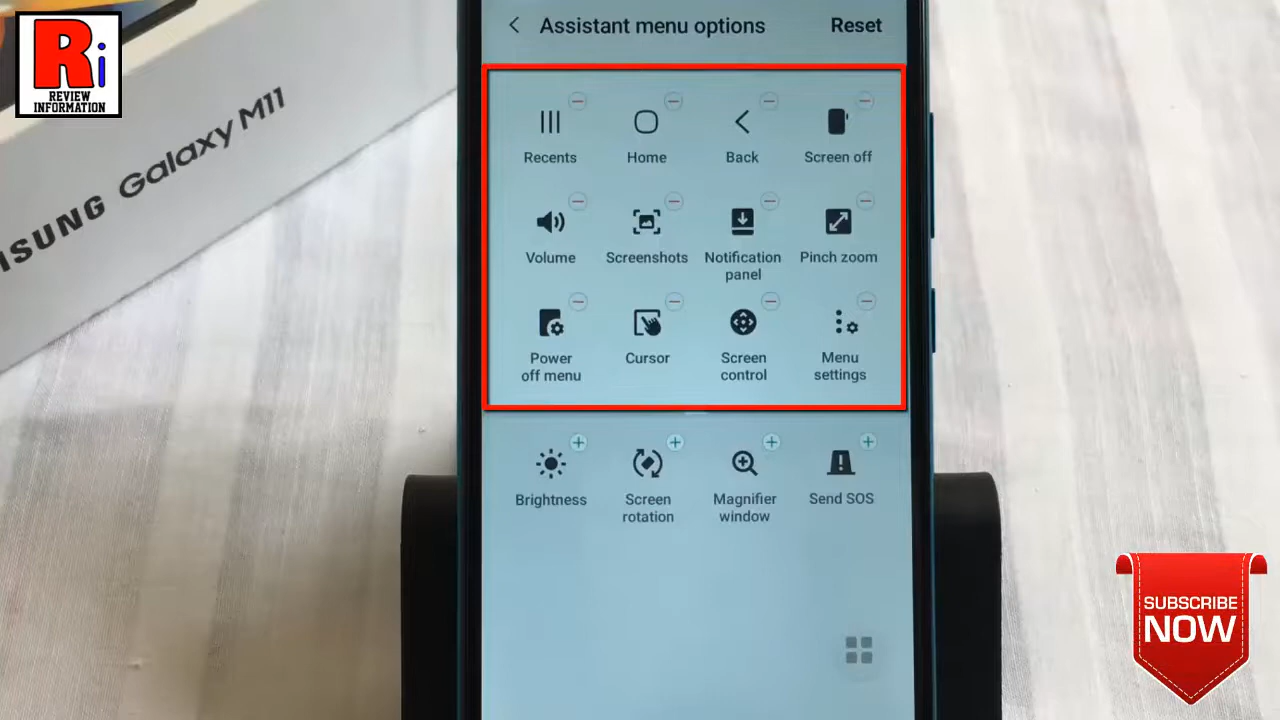 Assistant menu options
Reset
Ri
REVIEW
INFORMATION
SAMSUNG Galaxy M11
Recents
Home
Back
Screen off
Volume
Screenshots
Notification
panel
Pinch zoom
Power
off menu
Cursor
Screen
control
Menu
settings
Brightness
Screen
rotation
Magnifier
window
Send SOS
SUBSCRIBE
NOW